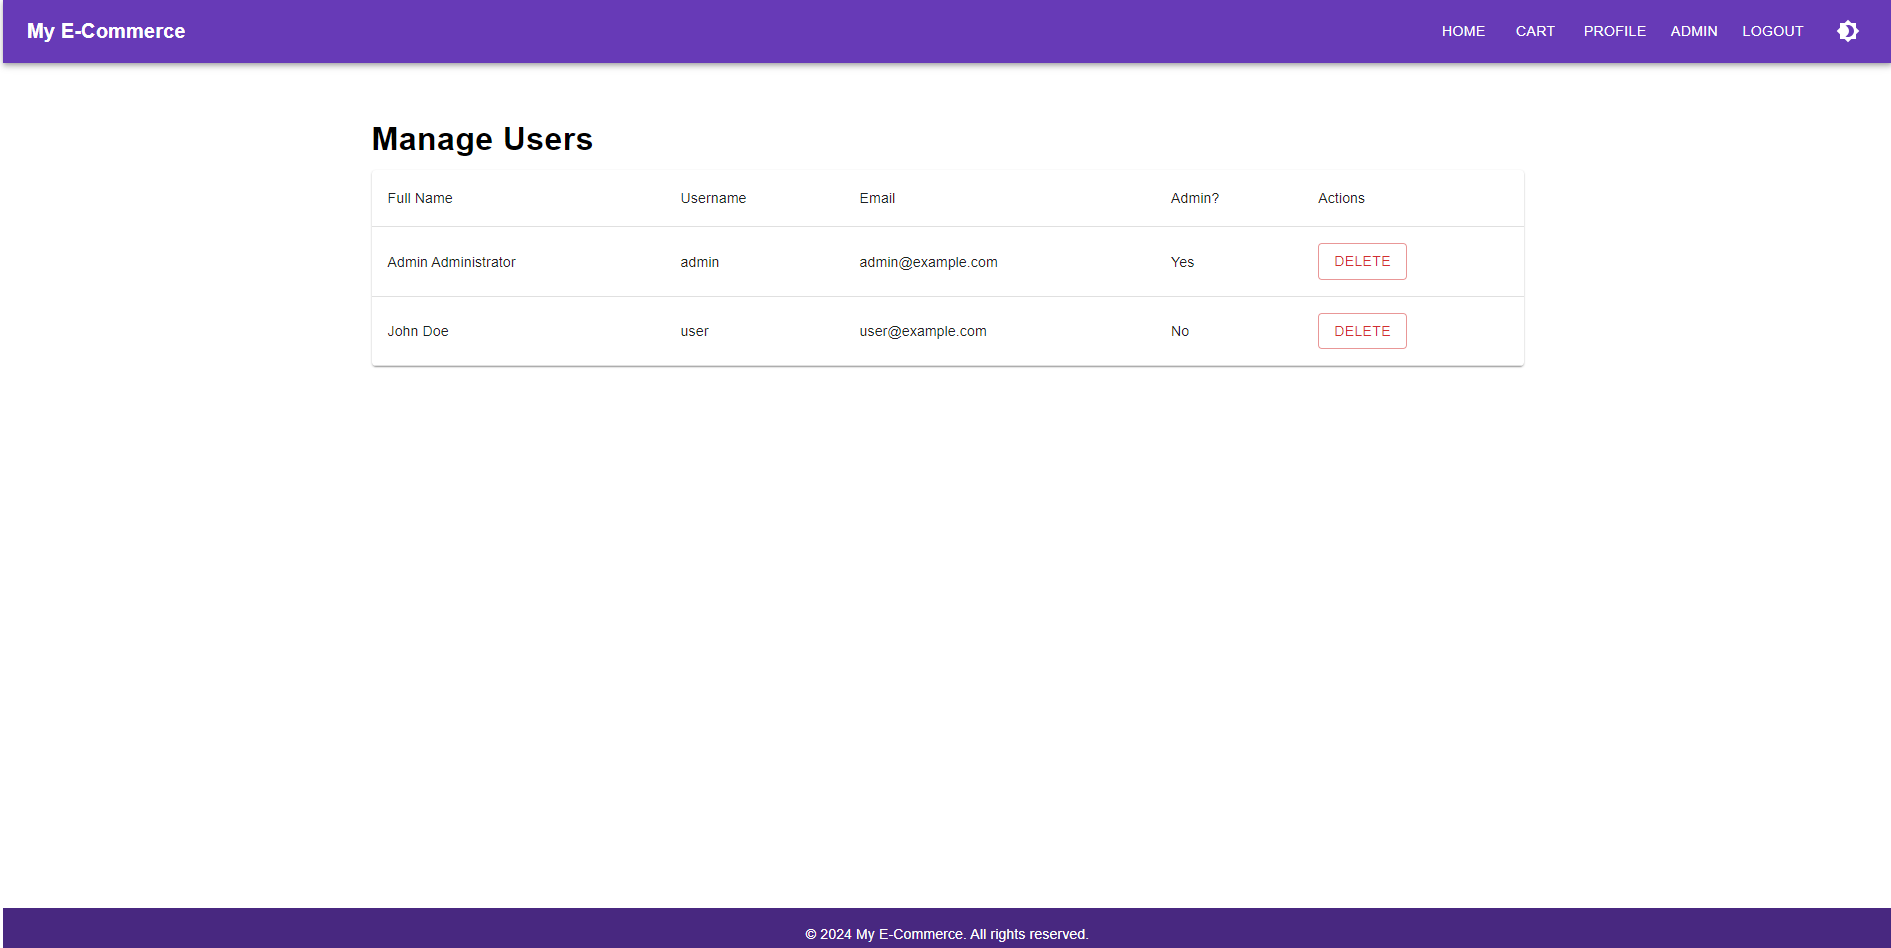 My E-Commerce HOME CART PROFILE ADMIN LOGOUT
Manage Users
Full Name Username Email Admin? Actions
Admin Administrator admin admin@example.com Yes DELETE
John Doe user user@example.com No DELETE
© 2024 My E-Commerce. All rights reserved.